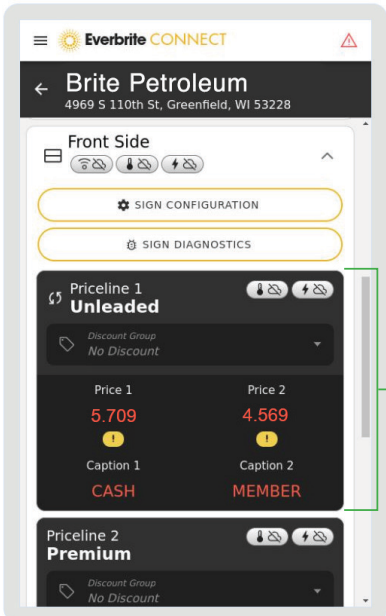 Everbrite CONNECT
Brite Petroleum
4969 S 110th St, Greenfield, WI 53228
Front Side
SIGN CONFIGURATION
SIGN DIAGNOSTICS
Priceline 1
Unleaded
Discount Group
No Discount
Price 1 Price 2
5.709 4.569
Caption 1 Caption 2
CASH MEMBER
Priceline 2
Premium
Discount Group
No Discount